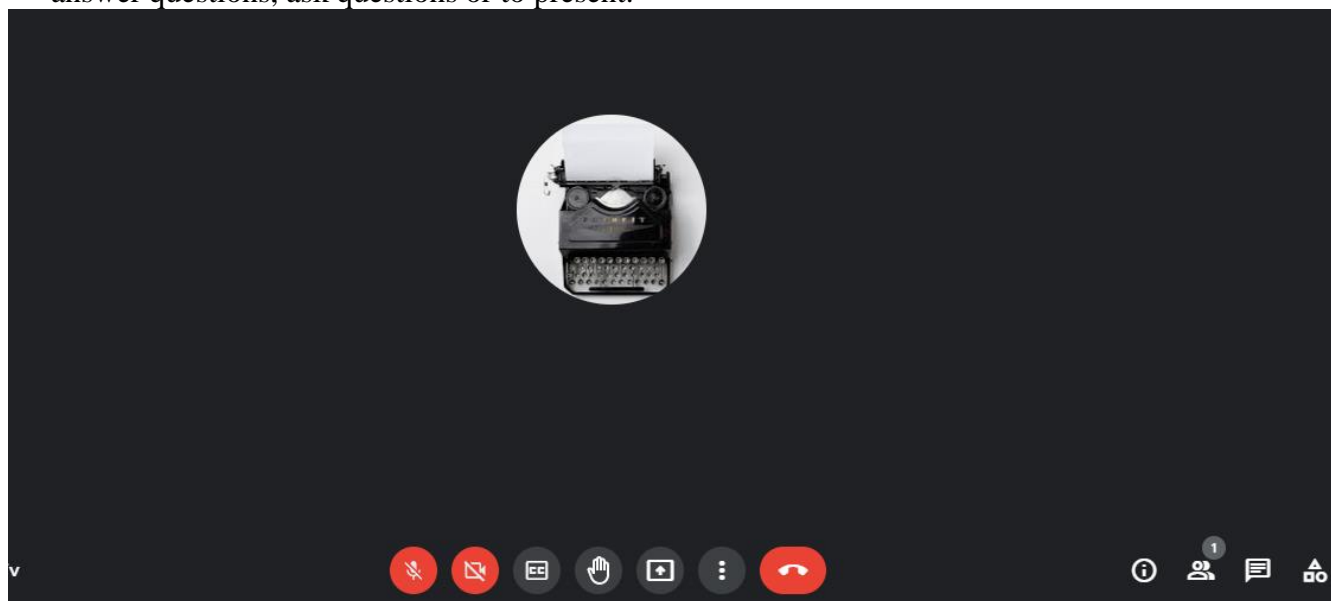 answer questions, ask questions or to present.
1
v
CC